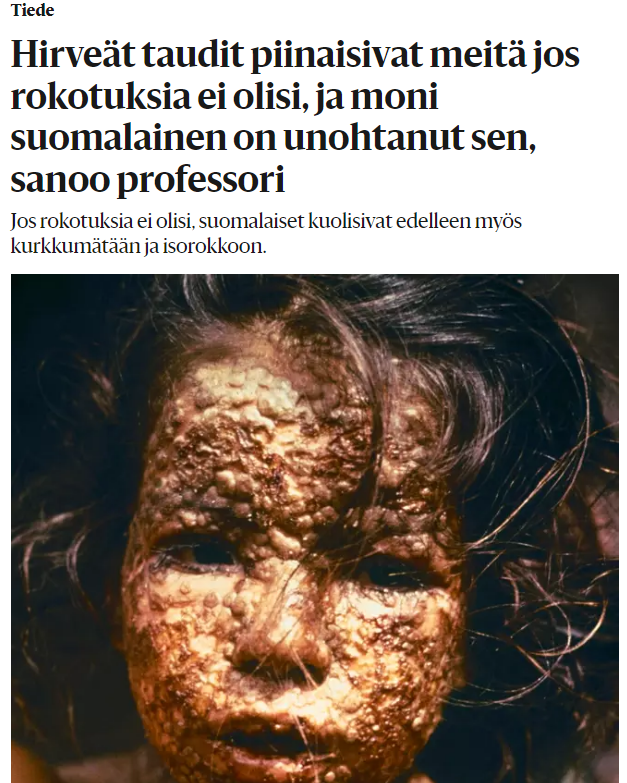 Tiede
Hirveät taudit piinaisivat meitä jos
rokotuksia ei olisi, ja moni
suomalainen on unohtanut sen,
sanoo professori
Jos rokotuksia ei olisi, suomalaiset kuolisivat edelleen myös
kurkkumätään ja isorokkoon.